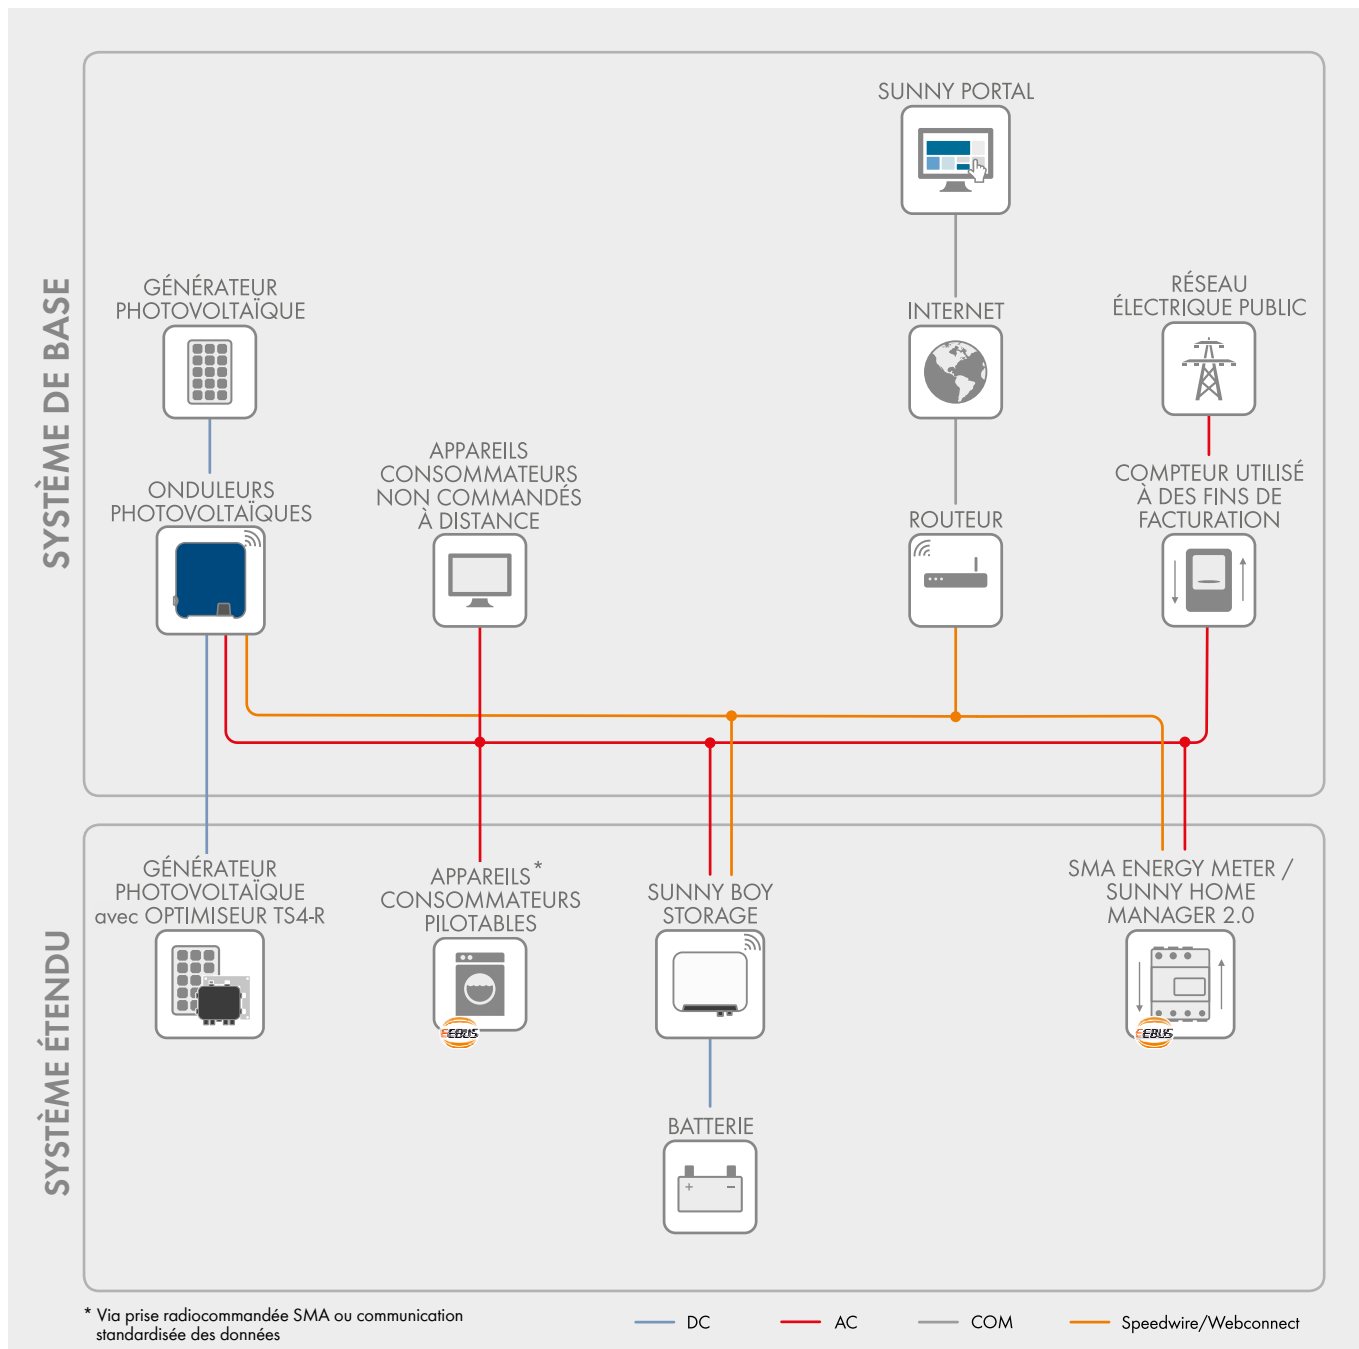 SUNNY PORTAL
SYSTÈME DE BASE
GÉNÉRATEUR
PHOTOVOLTAÏQUE
INTERNET
RÉSEAU
ÉLECTRIQUE PUBLIC
ONDULEURS
PHOTOVOLTAÏQUES
APPAREILS
CONSOMMATEURS
NON COMMANDÉS
À DISTANCE
ROUTEUR
COMPTEUR UTILISÉ
À DES FINS DE
FACTURATION
SYSTÈME ÉTENDU
GÉNÉRATEUR
PHOTOVOLTAÏQUE
avec OPTIMISEUR TS4-R
APPAREILS*
CONSOMMATEURS
PILOTABLES
EEBUS
SUNNY BOY
STORAGE
SMA ENERGY METER /
SUNNY HOME
MANAGER 2.0
EEBUS
BATTERIE
+ −
* Via prise radiocommandée SMA ou communication
standardisée des données
DC
AC
COM
Speedwire/Webconnect